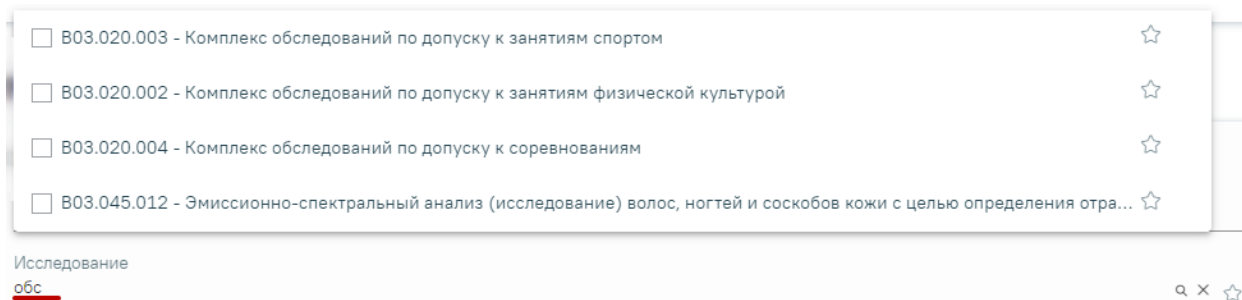 B03.020.003 - Комплекс обследований по допуску к занятиям спортом
B03.020.002 - Комплекс обследований по допуску к занятиям физической культурой
B03.020.004 - Комплекс обследований по допуску к соревнованиям
B03.045.012 - Эмиссионно-спектральный анализ (исследование) волос, ногтей и соскобов кожи с целью определения отра...
Исследование
обс